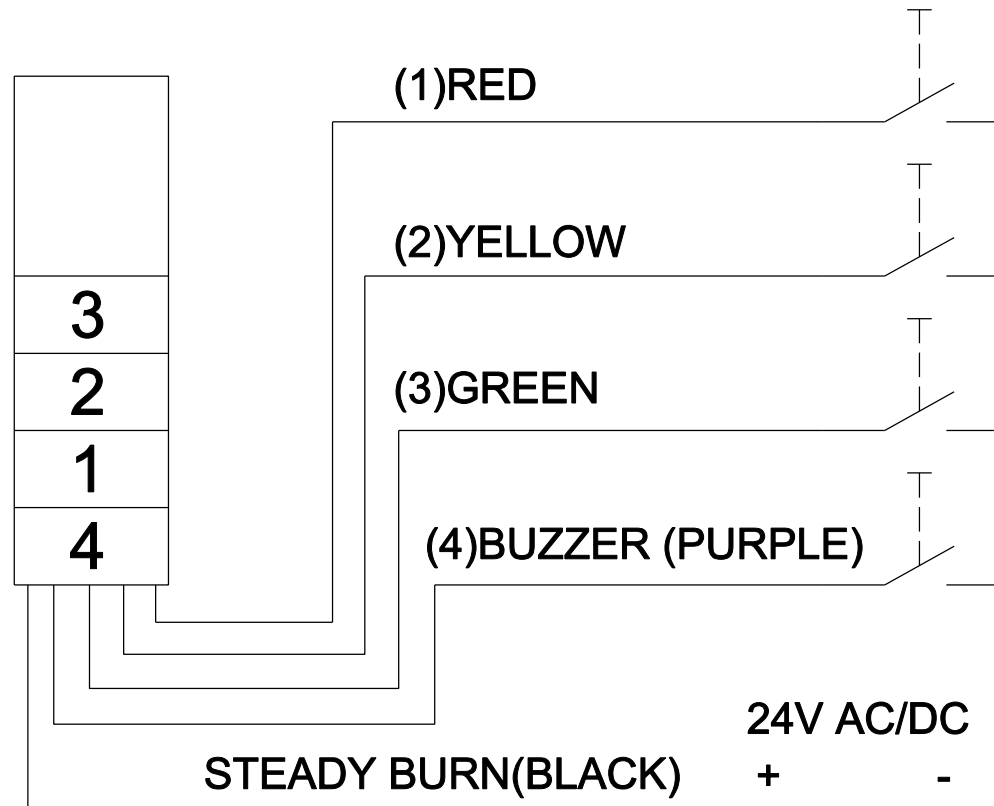 (1)RED
(2)YELLOW
3
2
(3)GREEN
1
4
(4)BUZZER (PURPLE)
24V AC/DC
STEADY BURN(BLACK) + -